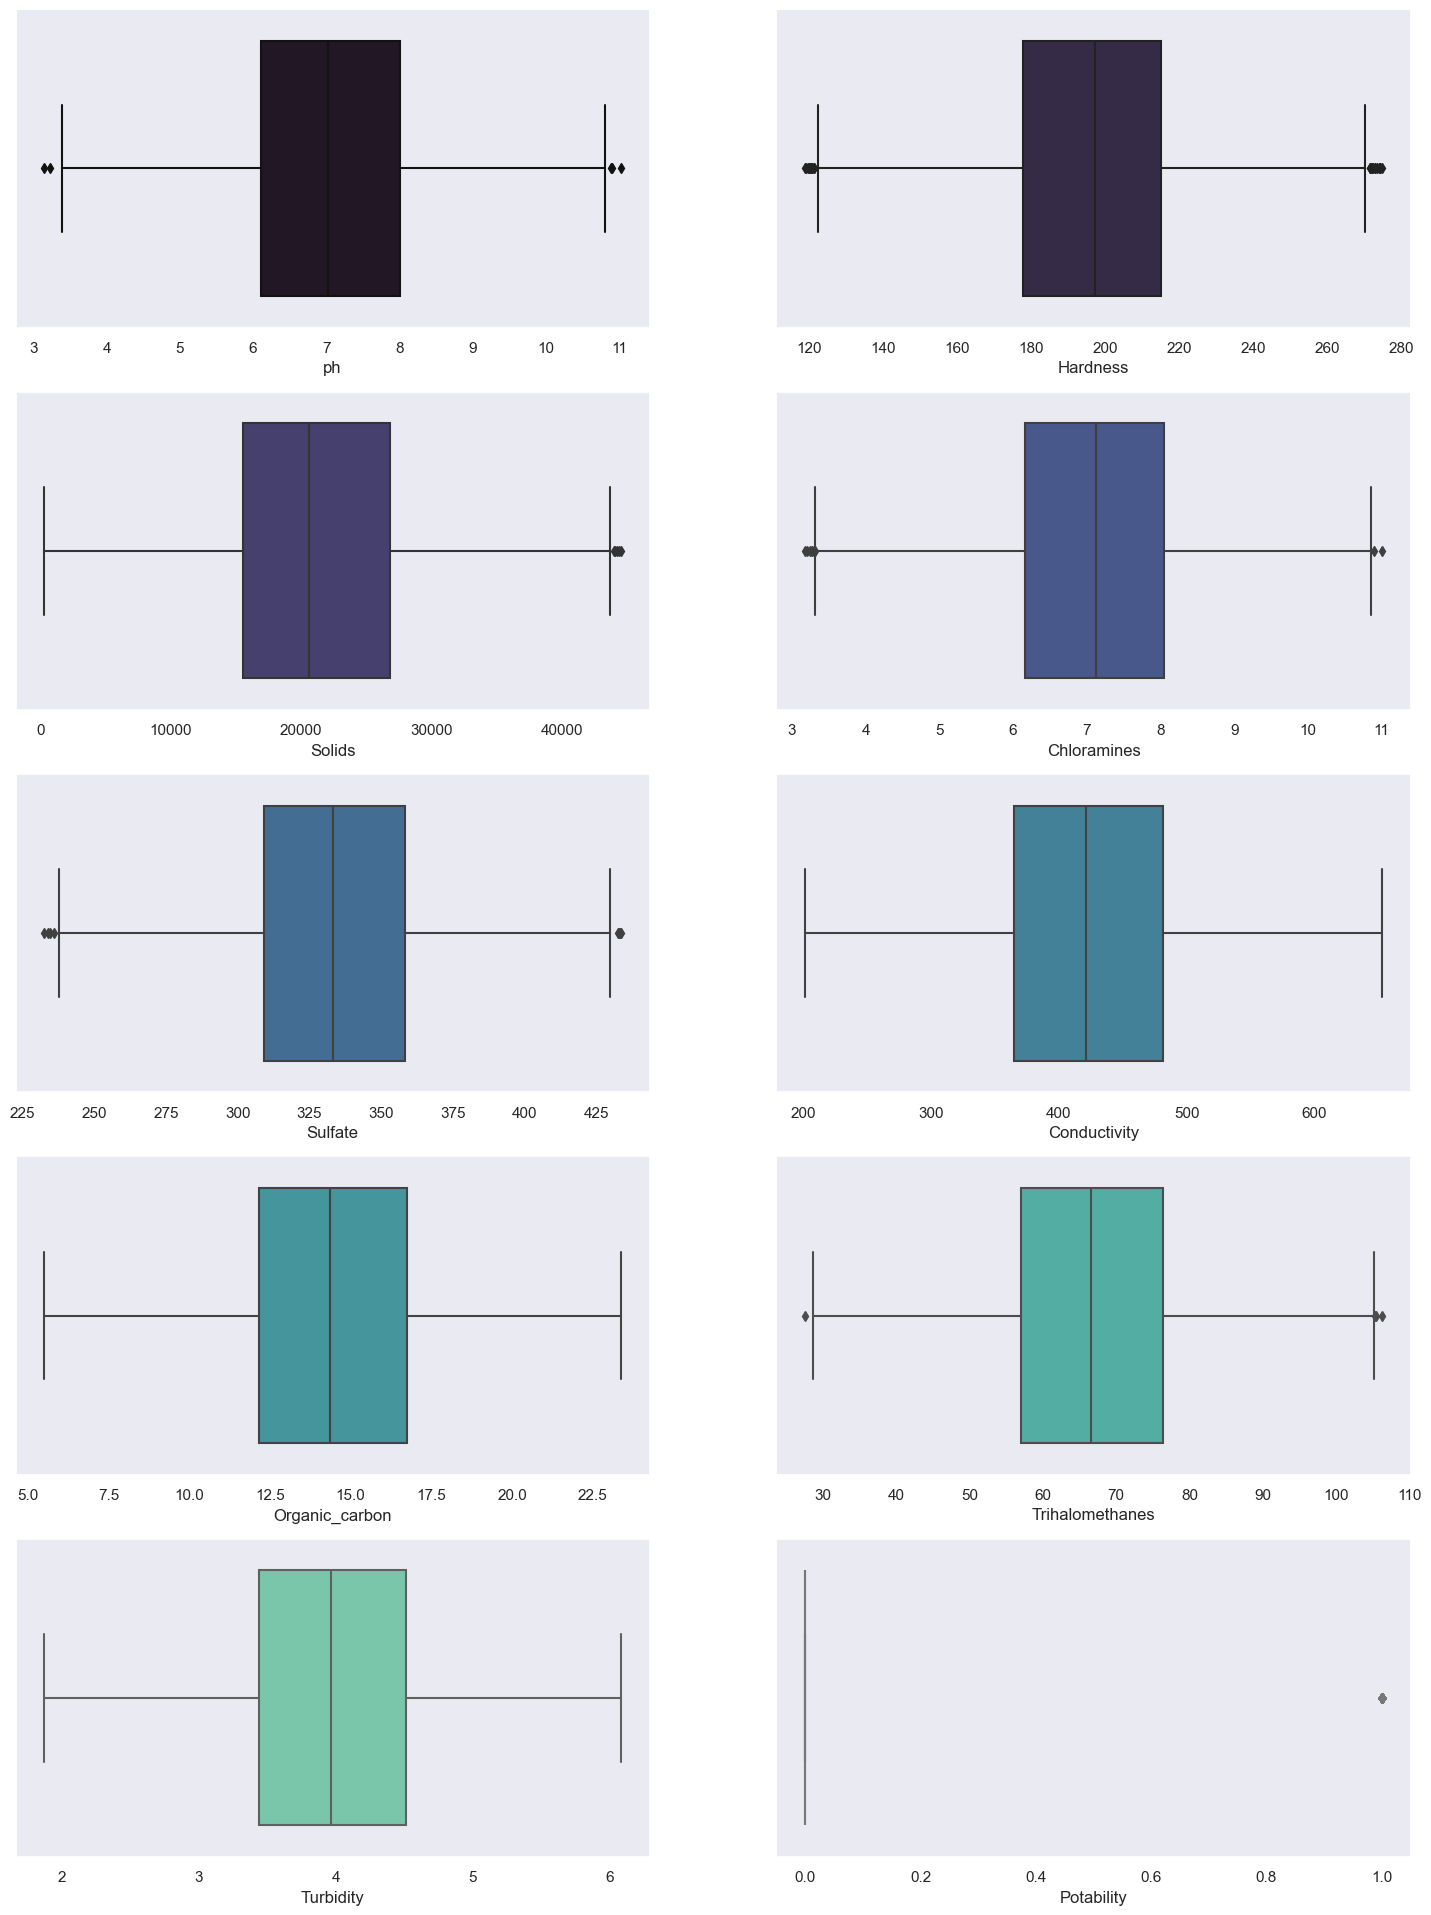 3 4 5 6 7 8 9 10 11
ph
120 140 160 180 200 220 240 260 280
Hardness
0 10000 20000 30000 40000
Solids
3 4 5 6 7 8 9 10 11
Chloramines
225 250 275 300 325 350 375 400 425
Sulfate
200 300 400 500 600
Conductivity
5.0 7.5 10.0 12.5 15.0 17.5 20.0 22.5
Organic_carbon
30 40 50 60 70 80 90 100 110
Trihalomethanes
2 3 4 5 6
Turbidity
0.0 0.2 0.4 0.6 0.8 1.0
Potability